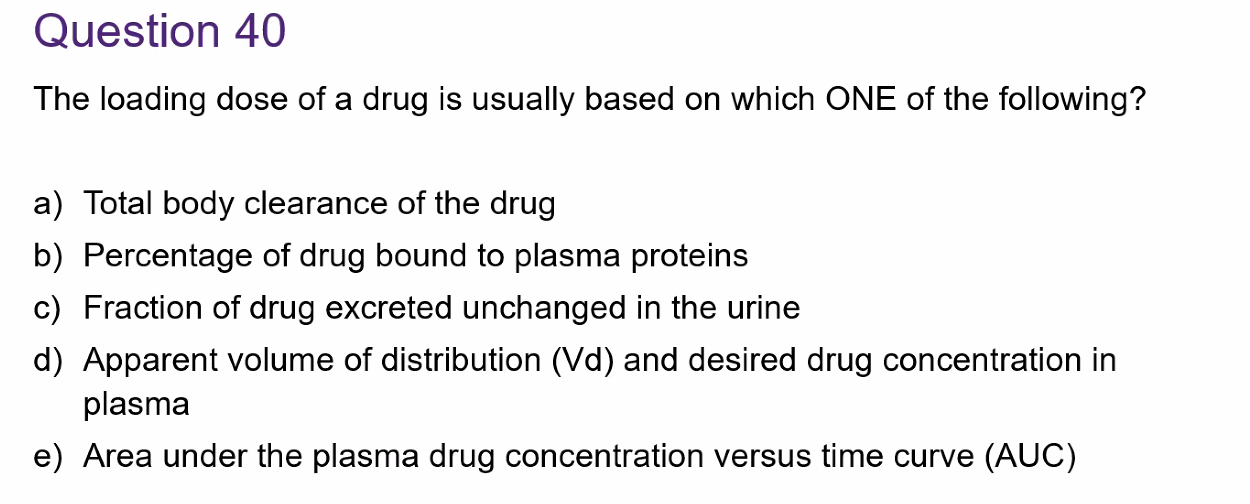 Question 40
The loading dose of a drug is usually based on which ONE of the following?
a) Total body clearance of the drug
b) Percentage of drug bound to plasma proteins
c) Fraction of drug excreted unchanged in the urine
d) Apparent volume of distribution (Vd) and desired drug concentration in
plasma
e) Area under the plasma drug concentration versus time curve (AUC)